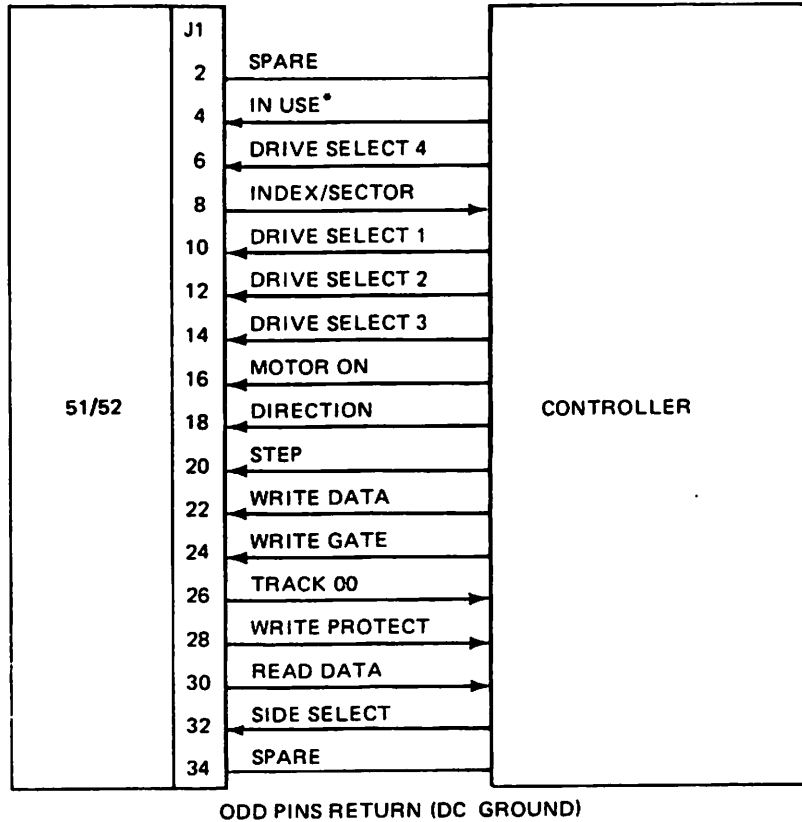 J1
2 SPARE
4 IN USE*
6 DRIVE SELECT 4
8 INDEX/SECTOR
10 DRIVE SELECT 1
12 DRIVE SELECT 2
14 DRIVE SELECT 3
16 MOTOR ON
51/52 18 DIRECTION CONTROLLER
20 STEP
22 WRITE DATA
24 WRITE GATE
26 TRACK 00
28 WRITE PROTECT
30 READ DATA
32 SIDE SELECT
34 SPARE
ODD PINS RETURN (DC GROUND)